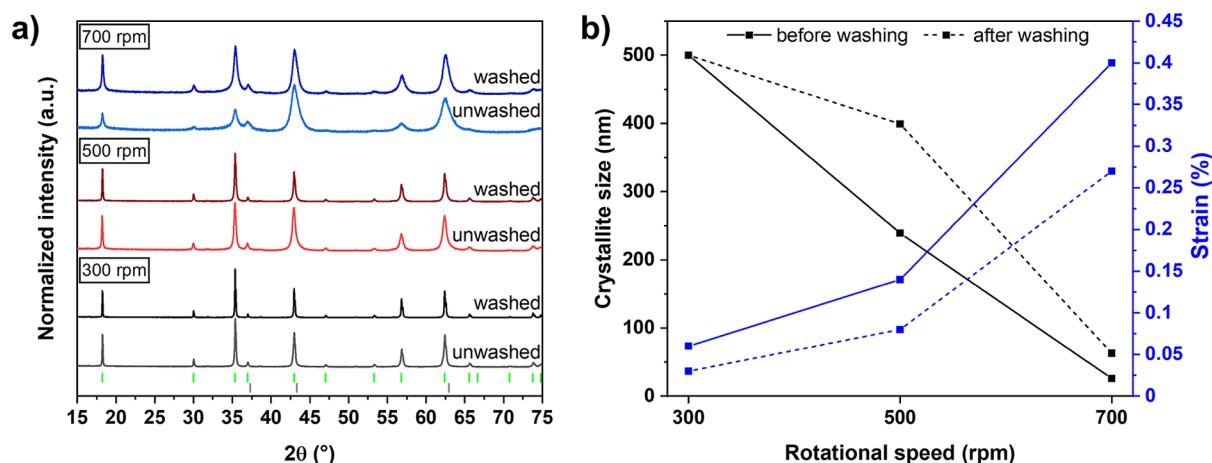 a)
700 rpm
washed
unwashed
500 rpm
washed
unwashed
300 rpm
washed
unwashed
Normalized intensity (a.u.)
15 20 25 30 35 40 45 50 55 60 65 70 75
2θ (°)
b)
before washing after washing
500
400
300
200
100
0
Crystallite size (nm)
0.45
0.4
0.35
0.3
0.25
0.2
0.15
0.1
0.05
0
Strain (%)
300 500 700
Rotational speed (rpm)